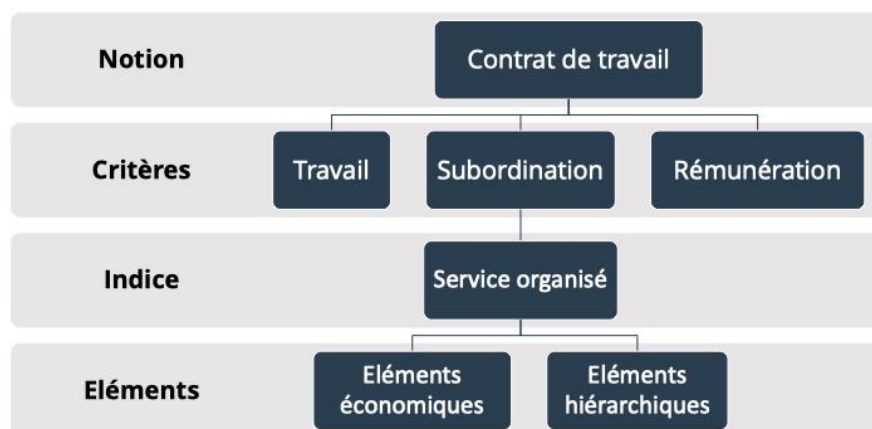 Notion
Contrat de travail
Critères
Travail
Subordination
Rémunération
Indice
Service organisé
Eléments
Eléments
économiques
Eléments
hiérarchiques